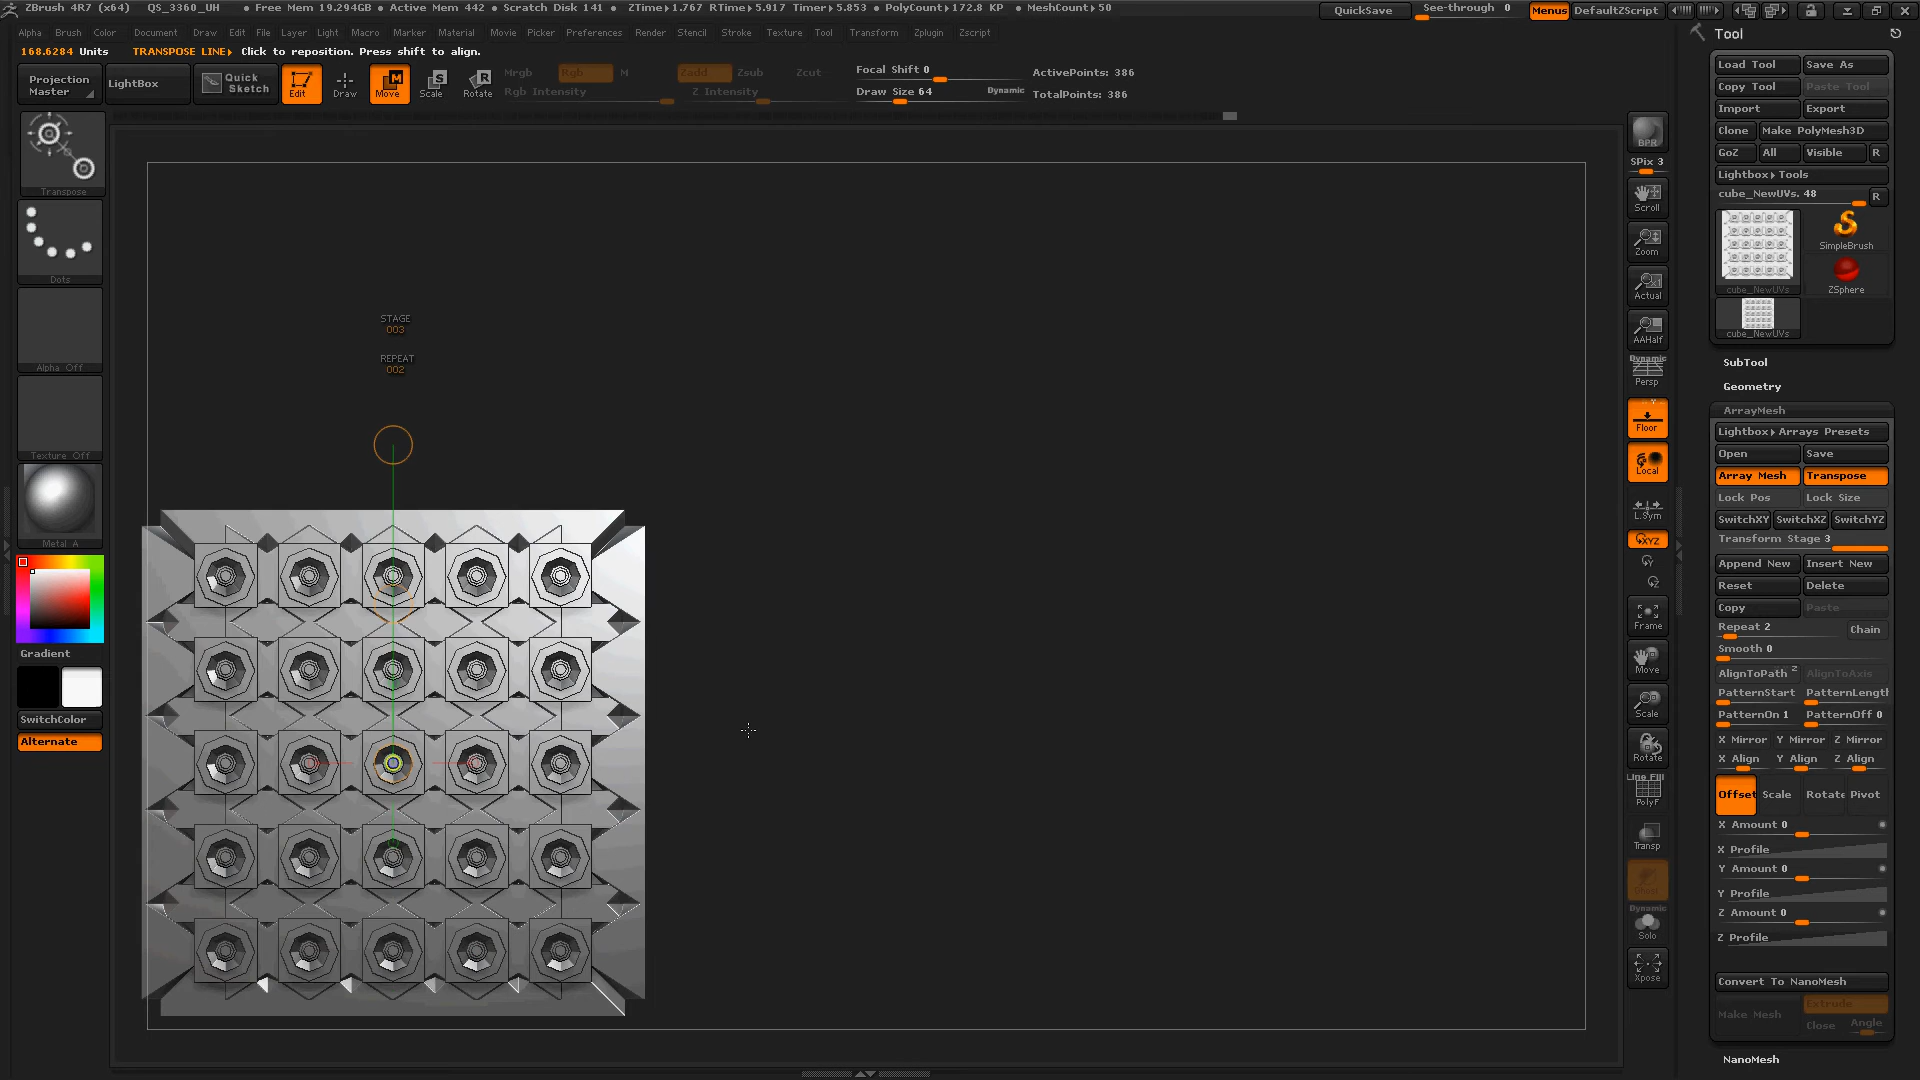 ZBrush 4R7 (x64) QS_3360_UH ● Free Mem 19.294GB ● Active Mem 442 ● Scratch Disk 141 ● ZTime▸1.767 RTime▸5.917 Timer▸5.853 ● PolyCount▸172.8 KP ● MeshCount▸50 QuickSave See-through 0 Menus DefaultZScript
Alpha Brush Color Document Draw Edit File Layer Light Macro Marker Material Movie Picker Preferences Render Stencil Stroke Texture Tool Transform Zplugin Zscript
168.6284 Units TRANSPOSE LINE▸ Click to reposition. Press shift to align.
Projection Master
LightBox
Quick Sketch
Edit
Draw
M Move
S Scale
R Rotate
Mrgb Rgb M
Rgb Intensity
Zadd Zsub Zcut
Z Intensity
Focal Shift 0
Draw Size 64 Dynamic
ActivePoints: 386
TotalPoints: 386
Transpose
Dots
Alpha Off
Texture Off
Metal A
Gradient
SwitchColor
Alternate
STAGE
003
REPEAT
002
BPR
SPix 3
Scroll
Zoom
Actual
AAHalf
Dynamic
Persp
Floor
Local
L.Sym
XYZ
Y
Z
Frame
Move
Scale
Rotate
Line Fill
PolyF
Transp
Ghost
Dynamic
Solo
Xpose
Tool
Load Tool Save As
Copy Tool Paste Tool
Import Export
Clone Make PolyMesh3D
GoZ All Visible R
Lightbox▸Tools
cube_NewUVs. 48 R
cube_NewUVs
SimpleBrush
ZSphere
cube_NewUVs
SubTool
Geometry
ArrayMesh
Lightbox▸Arrays Presets
Open Save
Array Mesh Transpose
Lock Pos Lock Size
SwitchXY SwitchXZ SwitchYZ
Transform Stage 3
Append New Insert New
Reset Delete
Copy Paste
Repeat 2 Chain
Smooth 0
AlignToPath z AlignToAxis
PatternStart PatternLength
PatternOn 1 PatternOff 0
X Mirror Y Mirror Z Mirror
X Align Y Align Z Align
Offset Scale Rotate Pivot
X Amount 0
X Profile
Y Amount 0
Y Profile
Z Amount 0
Z Profile
Convert To NanoMesh
Make Mesh Extrude
Close Angle
NanoMesh